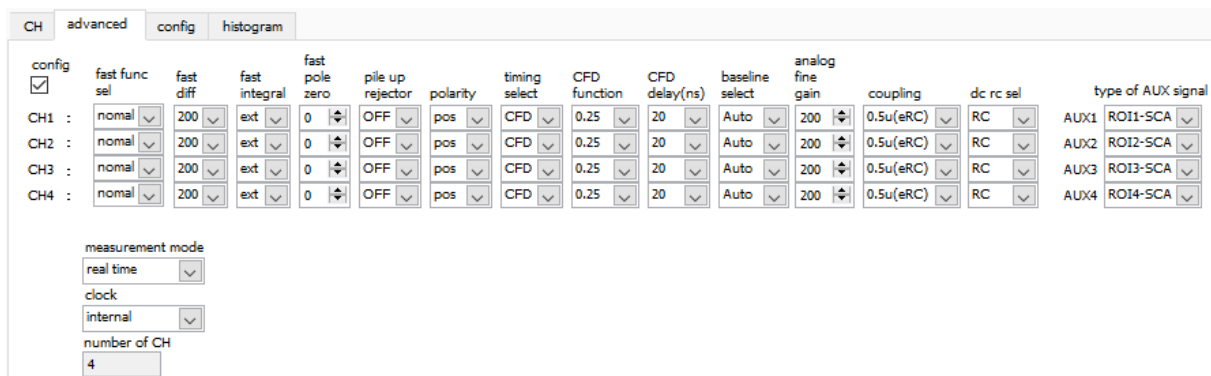 CH advanced config histogram
config
fast func sel
fast diff
fast integral
fast pole zero
pile up rejector
polarity
timing select
CFD function
CFD delay(ns)
baseline select
analog fine gain
coupling
dc rc sel
type of AUX signal
CH1 : nomal 200 ext 0 OFF pos CFD 0.25 20 Auto 200 0.5u(eRC) RC AUX1 ROI1-SCA
CH2 : nomal 200 ext 0 OFF pos CFD 0.25 20 Auto 200 0.5u(eRC) RC AUX2 ROI2-SCA
CH3 : nomal 200 ext 0 OFF pos CFD 0.25 20 Auto 200 0.5u(eRC) RC AUX3 ROI3-SCA
CH4 : nomal 200 ext 0 OFF pos CFD 0.25 20 Auto 200 0.5u(eRC) RC AUX4 ROI4-SCA
measurement mode
real time
clock
internal
number of CH
4